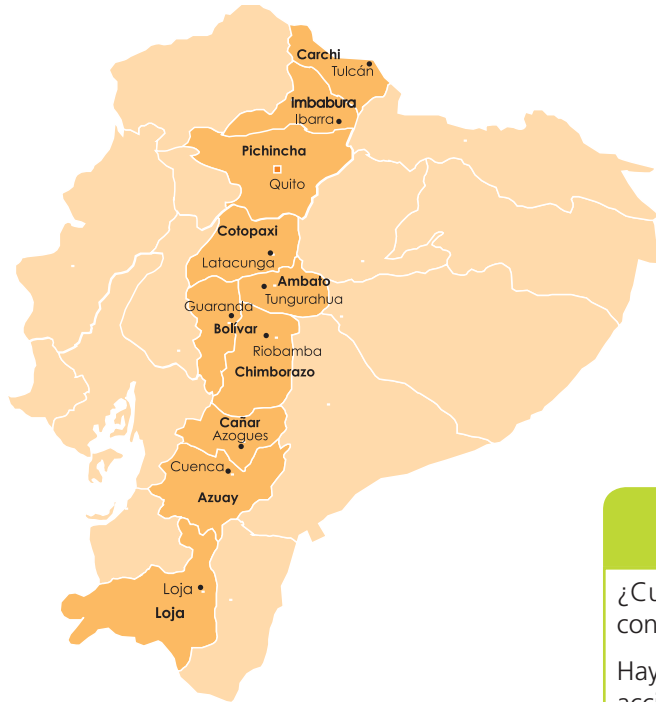 Carchi
Tulcán
imbabura
Ibarra
Pichincha
Quito
Cotopaxi
Latacunga
Ambato
Tungurahua
Guaranda
Bolívar
Riobamba
Chimborazo
Cañar
Azogues
Cuenca
Azuay
Loja
Loja
¿Cu
con
Hay